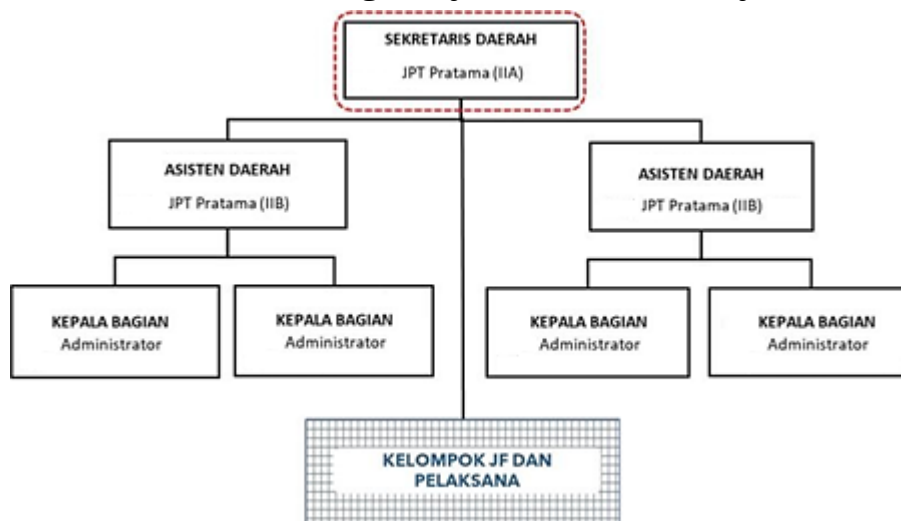 SEKRETARIS DAERAH
JPT Pratama (IIA)
ASISTEN DAERAH
JPT Pratama (IIB)
ASISTEN DAERAH
JPT Pratama (IIB)
KEPALA BAGIAN
Administrator
KEPALA BAGIAN
Administrator
KEPALA BAGIAN
Administrator
KEPALA BAGIAN
Administrator
KELOMPOK JF DAN
PELAKSANA